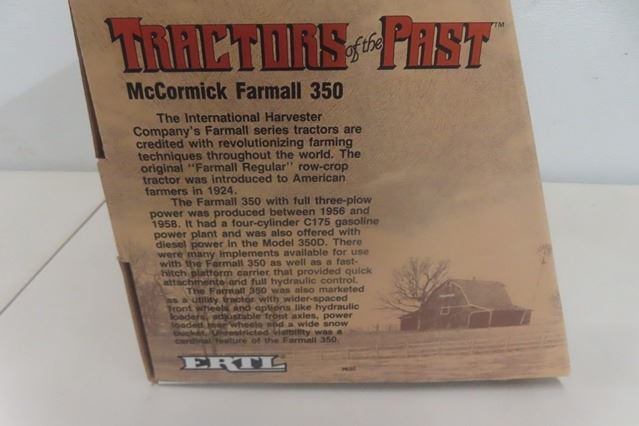 TRACTORS of the PAST™
McCormick Farmall 350
The International Harvester
Company's Farmall series tractors are
credited with revolutionizing farming
techniques throughout the world. The
original "Farmall Regular" row-crop
tractor was introduced to American
farmers in 1924.
The Farmall 350 with full three-plow
power was produced between 1956 and
1958. It had a four-cylinder C175 gasoline
power plant and was also offered with
diesel power in the Model 350D. There
were many implements available for use
with the Farmall 350 as well as a fast-
hitch platform carrier that provided quick
attachments and full hydraulic control.
The Farmall 350 was also marketed
as a utility tractor with wider-spaced
front wheels and options like hydraulic
loaders, adjustable front axles, power
loaded rear wheels and a wide snow
bucket. Unrestricted visibility was a
cardinal feature of the Farmall 350.
ERTL